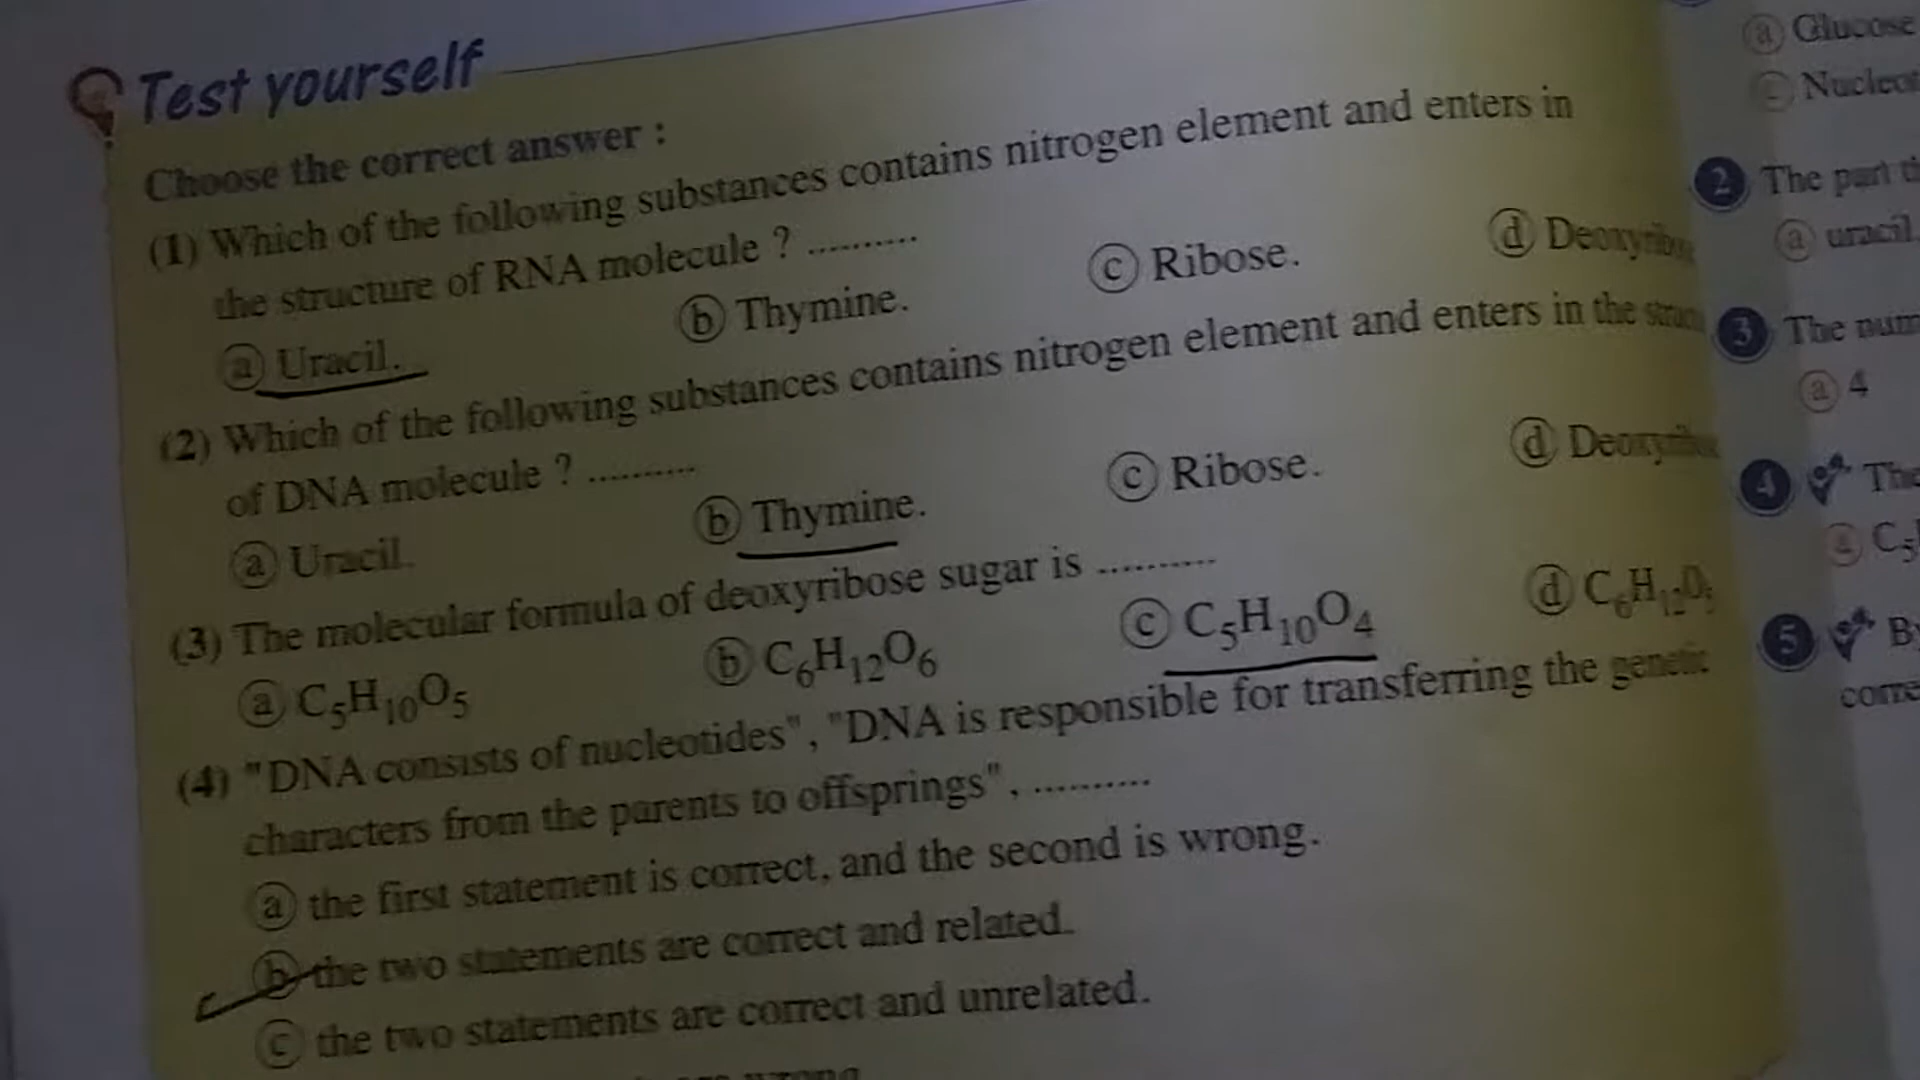 Test yourself
Choose the correct answer :
(1) Which of the following substances contains nitrogen element and enters in
the structure of RNA molecule ? ..........
ⓐ Uracil. ⓑ Thymine. ⓒ Ribose. ⓓ
(2) Which of the following substances contains nitrogen element and enters in the
of DNA molecule ? ..........
ⓐ Uracil. ⓑ Thymine. ⓒ Ribose. ⓓ
(3) The molecular formula of deoxyribose sugar is ..........
ⓐ C₅H₁₀O₅ ⓑ C₆H₁₂O₆ ⓒ C₅H₁₀O₄ ⓓ
(4) "DNA consists of nucleotides", "DNA is responsible for transferring the genetic
characters from the parents to offsprings", ..........
ⓐ the first statement is correct, and the second is wrong.
ⓑ the two statements are correct and related.
ⓒ the two statements are correct and unrelated.
wrong
ⓐ Glucose
2 The part
ⓐ uracil.
3 The
ⓐ 4
4
5